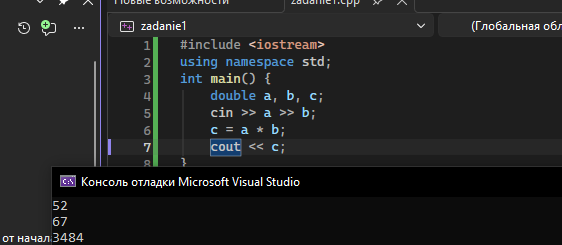 Новые возможности
zadanie1.cpp
zadanie1
(Глобальная обл
1 #include <iostream>
2 using namespace std;
3 int main() {
4 double a, b, c;
5 cin >> a >> b;
6 c = a * b;
7 cout << c;
8 }
Консоль отладки Microsoft Visual Studio
52
67
от начал
3484